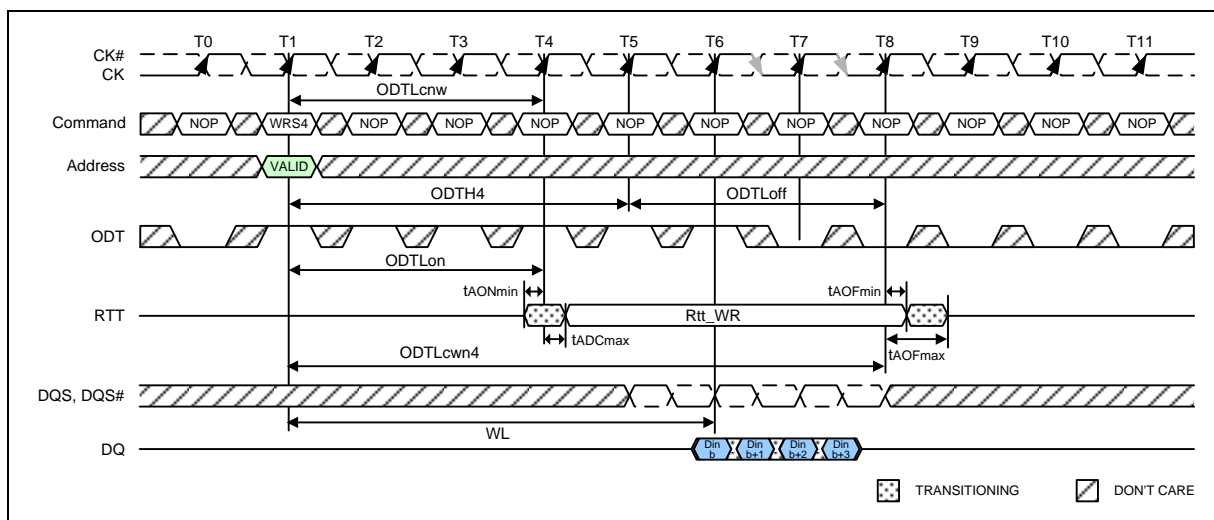 T0 T1 T2 T3 T4 T5 T6 T7 T8 T9 T10 T11
CK#
CK
ODTLcnw
Command NOP WRS4 NOP NOP NOP NOP NOP NOP NOP NOP NOP NOP
Address VALID
ODTH4 ODTLoff
ODT
ODTLon
tAONmin tAOFmin
RTT Rtt_WR
tADCmax tAOFmax
ODTLcwn4
DQS, DQS#
WL
DQ Din b Din b+1 Din b+2 Din b+3
TRANSITIONING DON'T CARE